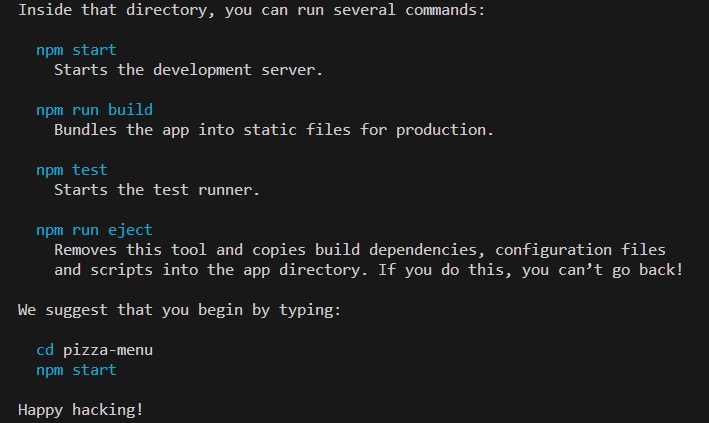 Inside that directory, you can run several commands:
npm start
Starts the development server.
npm run build
Bundles the app into static files for production.
npm test
Starts the test runner.
npm run eject
Removes this tool and copies build dependencies, configuration files
and scripts into the app directory. If you do this, you can’t go back!
We suggest that you begin by typing:
cd pizza-menu
npm start
Happy hacking!